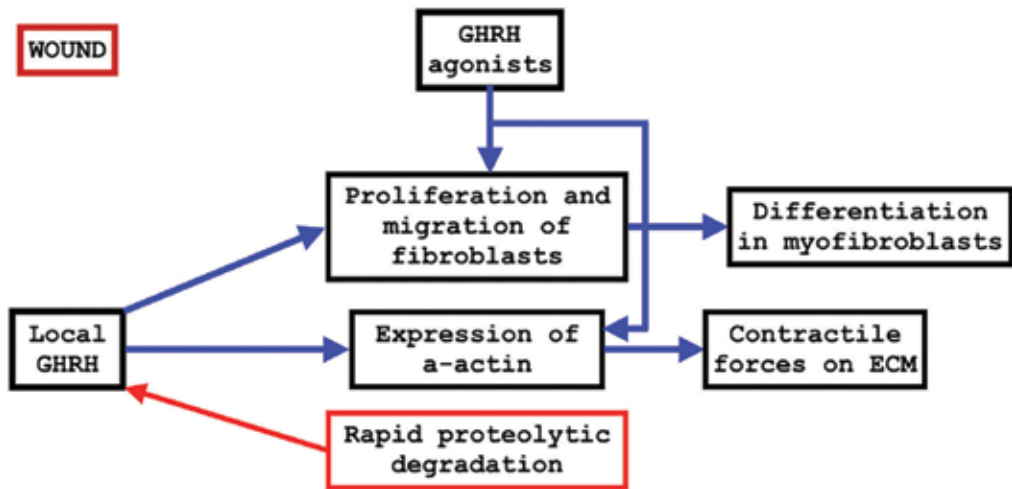 WOUND
GHRH
agonists
Proliferation and
migration of
fibroblasts
Differentiation
in myofibroblasts
Local
GHRH
Expression of
a-actin
Contractile
forces on ECM
Rapid proteolytic
degradation